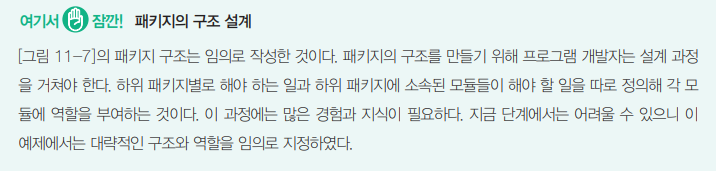 여기서 잠깐! 패키지의 구조 설계
[그림 11-7]의 패키지 구조는 임의로 작성한 것이다. 패키지의 구조를 만들기 위해 프로그램 개발자는 설계 과정
을 거쳐야 한다. 하위 패키지별로 해야 하는 일과 하위 패키지에 소속된 모듈들이 해야 할 일을 따로 정의해 각 모
듈에 역할을 부여하는 것이다. 이 과정에는 많은 경험과 지식이 필요하다. 지금 단계에서는 어려울 수 있으니 이
예제에서는 대략적인 구조와 역할을 임의로 지정하였다.